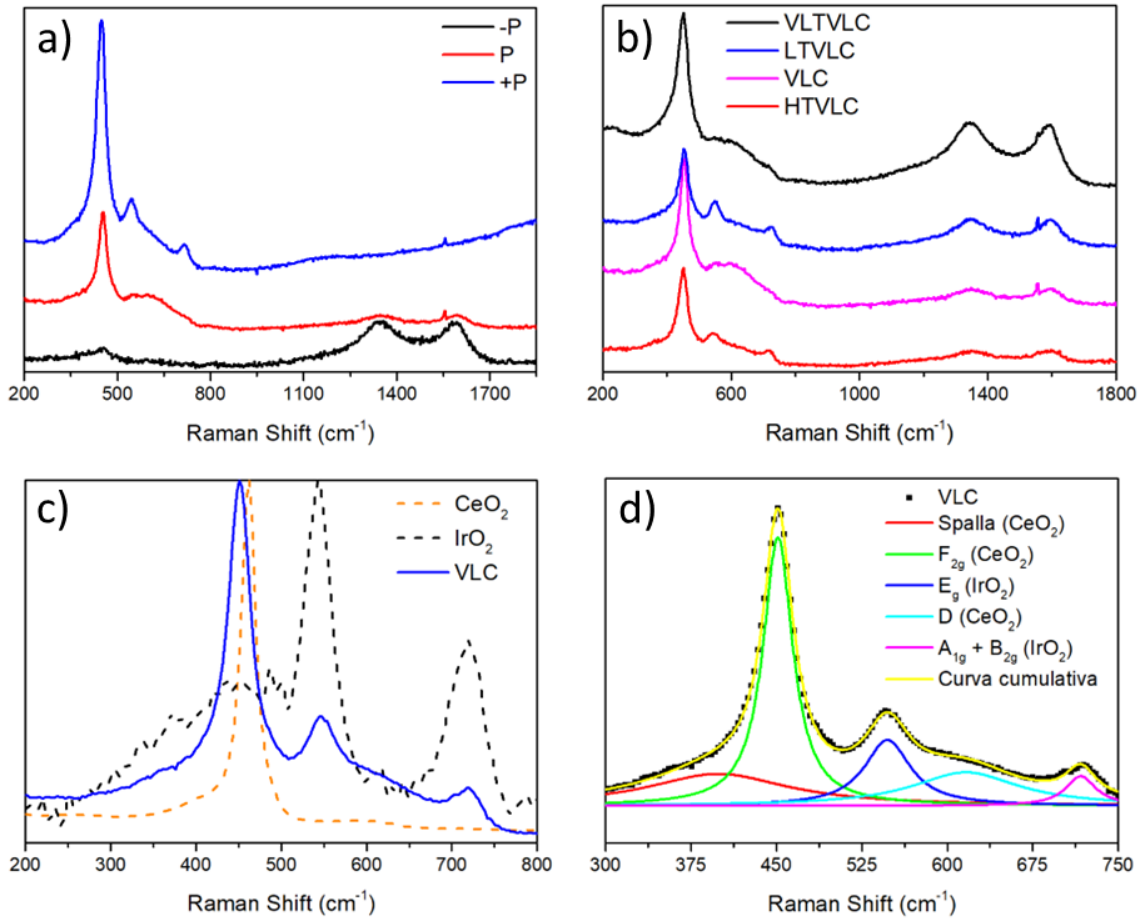 a)
-P
P
+P
200 500 800 1100 1400 1700
Raman Shift (cm⁻¹)
b)
VLTVLC
LTVLC
VLC
HTVLC
200 600 1000 1400 1800
Raman Shift (cm⁻¹)
c)
CeO₂
IrO₂
VLC
200 300 400 500 600 700 800
Raman Shift (cm⁻¹)
d)
VLC
Spalla (CeO₂)
F₂g (CeO₂)
Eg (IrO₂)
D (CeO₂)
A₁g + B₂g (IrO₂)
Curva cumulativa
300 375 450 525 600 675 750
Raman Shift (cm⁻¹)